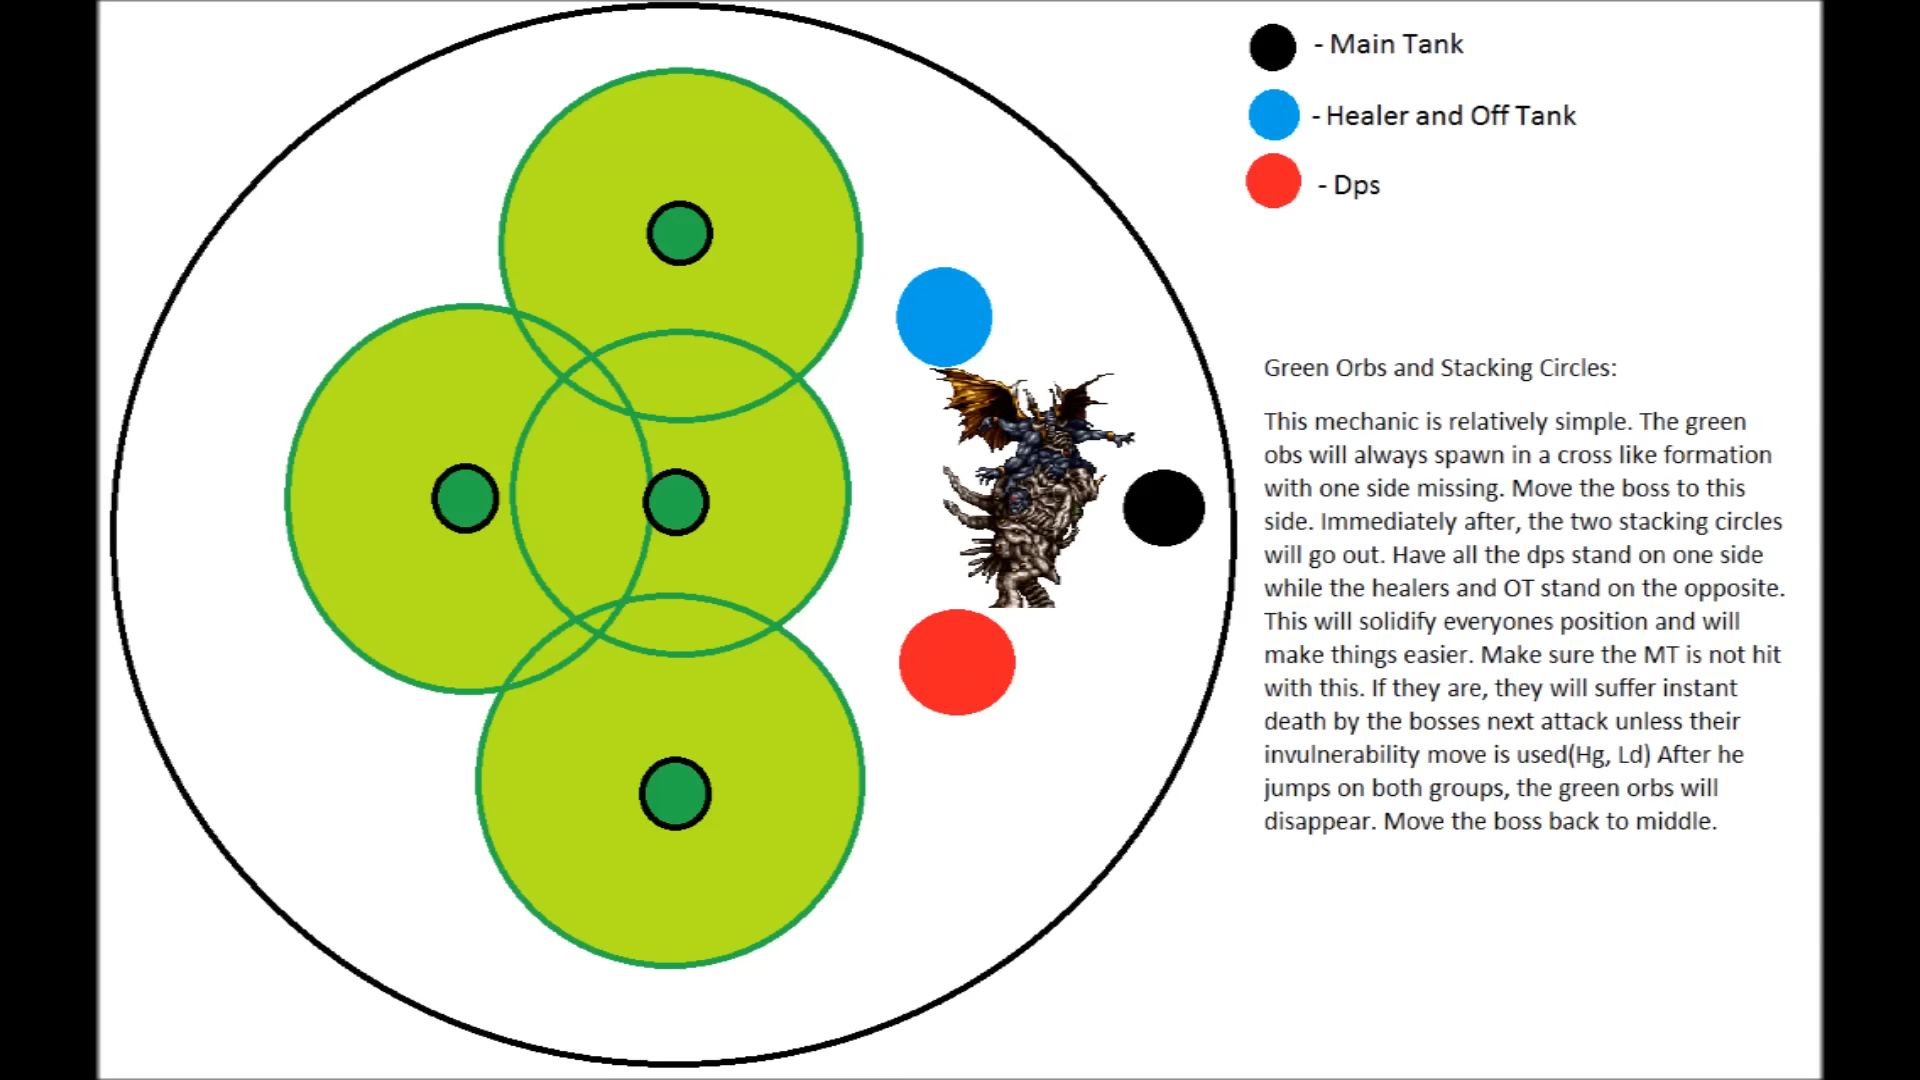 - Main Tank
- Healer and Off Tank
- Dps
Green Orbs and Stacking Circles:
This mechanic is relatively simple. The green
obs will always spawn in a cross like formation
with one side missing. Move the boss to this
side. Immediately after, the two stacking circles
will go out. Have all the dps stand on one side
while the healers and OT stand on the opposite.
This will solidify everyones position and will
make things easier. Make sure the MT is not hit
with this. If they are, they will suffer instant
death by the bosses next attack unless their
invulnerability move is used(Hg, Ld) After he
jumps on both groups, the green orbs will
disappear. Move the boss back to middle.